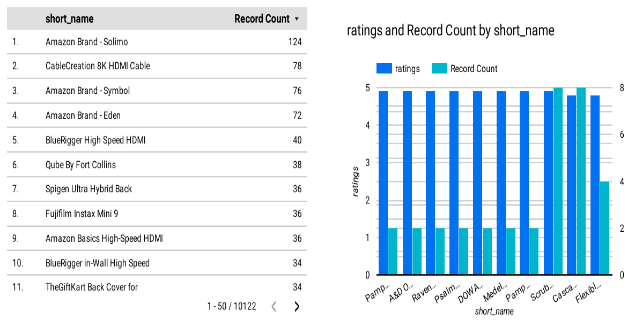 short_name Record Count
1. Amazon Brand - Solimo 124
2. CableCreation 8K HDMI Cable 78
3. Amazon Brand - Symbol 76
4. Amazon Brand - Eden 72
5. BlueRigger High Speed HDMI 40
6. Qube By Fort Collins 38
7. Spigen Ultra Hybrid Back 36
8. Fujifilm Instax Mini 9 36
9. Amazon Basics High-Speed HDMI 36
10. BlueRigger in-Wall High Speed 34
11. TheGiftKart Back Cover for 34
1 - 50 / 10122
ratings and Record Count by short_name
ratings Record Count
5 8
4 6
3
2 4
1 2
0 0
ratings
Pamp... A&D O... Raven... Psalm... DOWA... Medel... Pamp... Scrub... Casca... Flexibl...
short_name